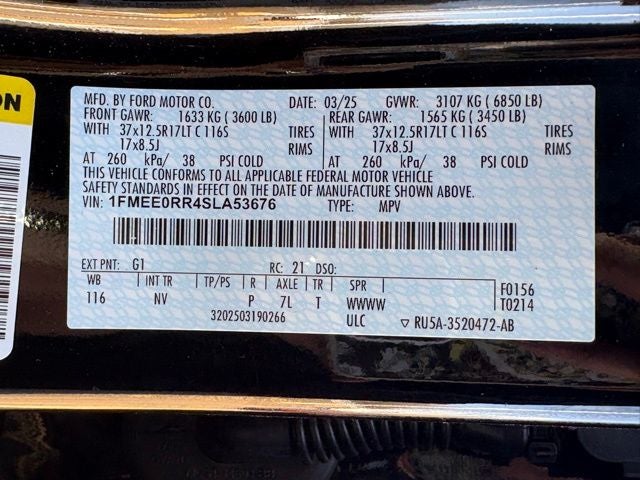 ON
MFD. BY FORD MOTOR CO. DATE: 03/25 GVWR: 3107 KG ( 6850 LB)
FRONT GAWR: 1633 KG ( 3600 LB) REAR GAWR: 1565 KG ( 3450 LB)
WITH 37x12.5R17LT C 116S TIRES WITH 37x12.5R17LT C 116S TIRES
17x8.5J RIMS 17x8.5J RIMS
AT 260 kPa/ 38 PSI COLD AT 260 kPa/ 38 PSI COLD
THIS VEHICLE CONFORMS TO ALL APPLICABLE FEDERAL MOTOR VEHICLE
SAFETY STANDARDS IN EFFECT ON THE DATE OF MANUFACTURE SHOWN ABOVE.
VIN: 1FMEE0RR4SLA53676 TYPE: MPV
EXT PNT: G1 RC: 21 DSO:
WB INT TR TP/PS R AXLE TR SPR F0156
116 NV P 7L T WWWW T0214
3202503190266 ULC ▽ RU5A-3520472-AB